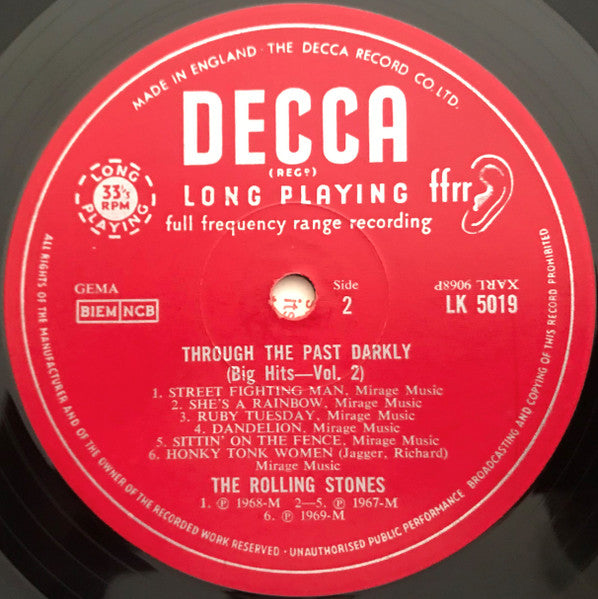 MADE IN ENGLAND · THE DECCA RECORD CO. LTD.
DECCA
(REGD)
LONG PLAYING
full frequency range recording
ffrr
LONG
33⅓
RPM
PLAYING
GEMA
BIEM NCB
Side
2
XARL 9068P
LK 5019
THROUGH THE PAST DARKLY
(Big Hits—Vol. 2)
1. STREET FIGHTING MAN, Mirage Music
2. SHE'S A RAINBOW, Mirage Music
3. RUBY TUESDAY, Mirage Music
4. DANDELION, Mirage Music
5. SITTIN' ON THE FENCE, Mirage Music
6. HONKY TONK WOMEN (Jagger, Richard)
Mirage Music
THE ROLLING STONES
1. ℗ 1968-M 2—5. ℗ 1967-M
6. ℗ 1969-M
ALL RIGHTS OF THE MANUFACTURER AND OF THE OWNER OF THE RECORDED WORK RESERVED · UNAUTHORISED PUBLIC PERFORMANCE BROADCASTING AND COPYING OF THIS RECORD PROHIBITED